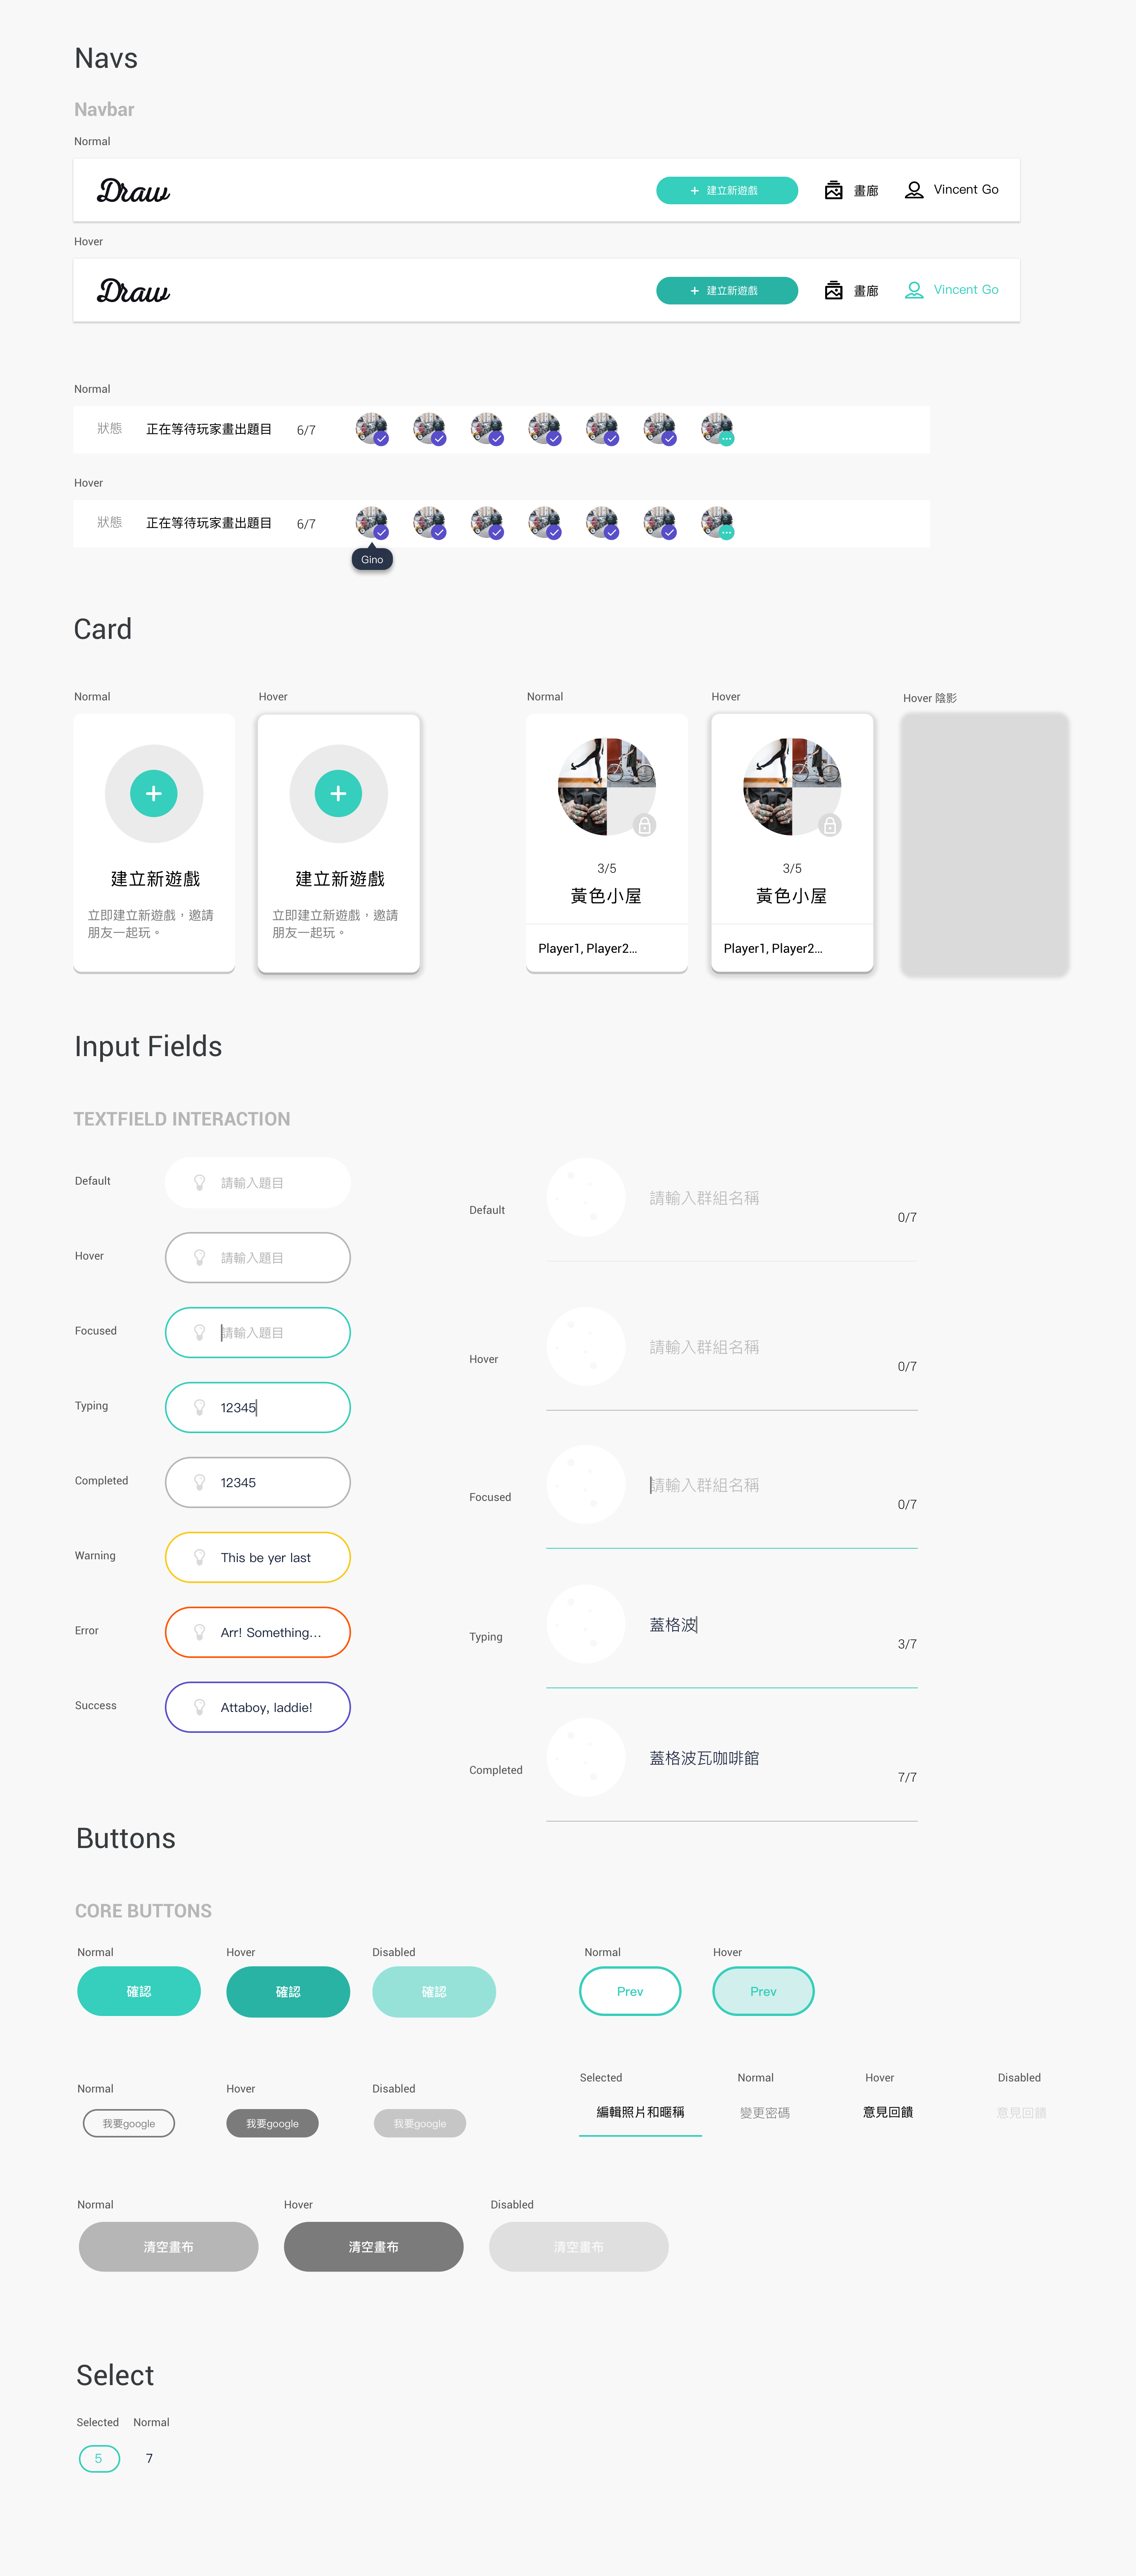 Navs
Navbar
Normal
Draw
建立新遊戲
畫廊
Vincent Go
Hover
Draw
建立新遊戲
畫廊
Vincent Go
Normal
狀態
正在等待玩家畫出題目
6/7
Hover
狀態
正在等待玩家畫出題目
6/7
Gino
Card
Normal
Hover
Normal
Hover
Hover 陰影
建立新遊戲
立即建立新遊戲，邀請
朋友一起玩。
建立新遊戲
立即建立新遊戲，邀請
朋友一起玩。
3/5
黃色小屋
Player1, Player2...
3/5
黃色小屋
Player1, Player2...
Input Fields
TEXTFIELD INTERACTION
Default
請輸入題目
Hover
請輸入題目
Focused
請輸入題目
Typing
12345
Completed
12345
Warning
This be yer last
Error
Arr! Something...
Success
Attaboy, laddie!
Default
請輸入群組名稱
0/7
Hover
請輸入群組名稱
0/7
Focused
請輸入群組名稱
0/7
Typing
蓋格波
3/7
Completed
蓋格波瓦咖啡館
7/7
Buttons
CORE BUTTONS
Normal
確認
Hover
確認
Disabled
確認
Normal
Prev
Hover
Prev
Normal
我要google
Hover
我要google
Disabled
我要google
Selected
編輯照片和暱稱
Normal
變更密碼
Hover
意見回饋
Disabled
意見回饋
Normal
清空畫布
Hover
清空畫布
Disabled
清空畫布
Select
Selected
5
Normal
7